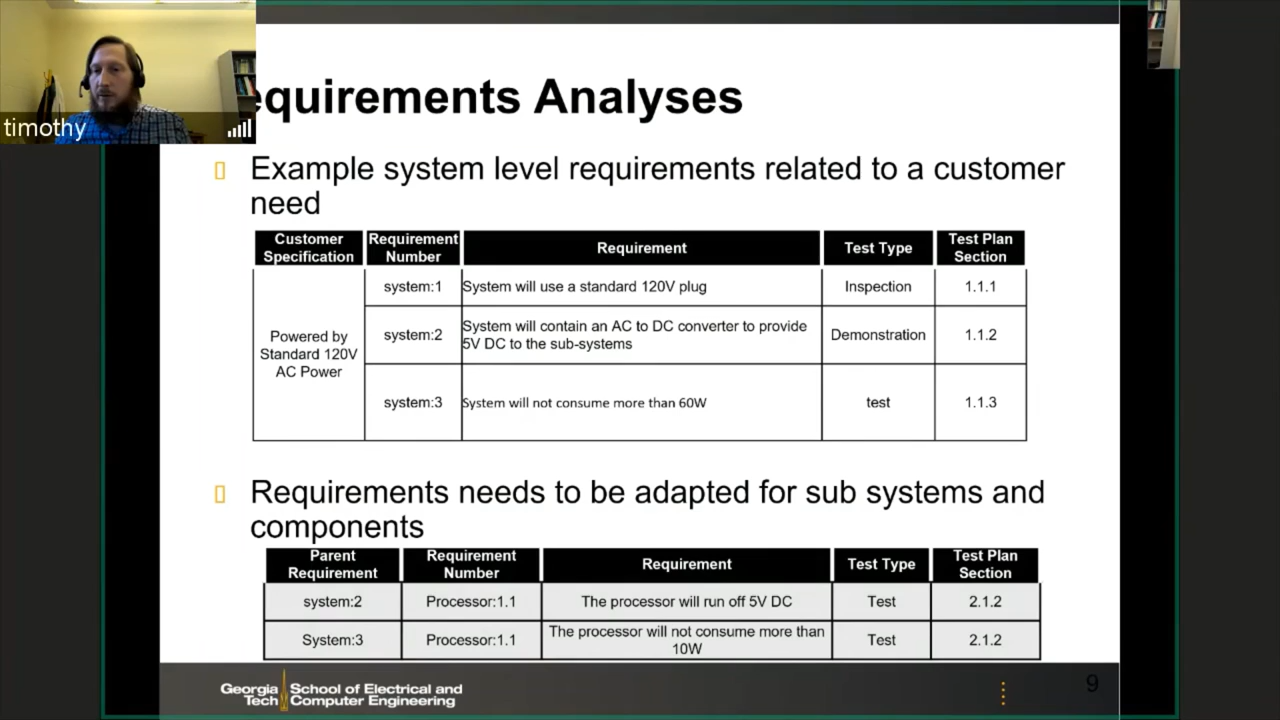 timothy
equirements Analyses
Example system level requirements related to a customer
need
Customer
Specification
Requirement
Number
Requirement
Test Type
Test Plan
Section
Powered by
Standard 120V
AC Power
system:1
System will use a standard 120V plug
Inspection
1.1.1
system:2
System will contain an AC to DC converter to provide
5V DC to the sub-systems
Demonstration
1.1.2
system:3
System will not consume more than 60W
test
1.1.3
Requirements needs to be adapted for sub systems and
components
Parent
Requirement
Requirement
Number
Requirement
Test Type
Test Plan
Section
system:2
Processor:1.1
The processor will run off 5V DC
Test
2.1.2
System:3
Processor:1.1
The processor will not consume more than
10W
Test
2.1.2
Georgia
Tech
School of Electrical and
Computer Engineering
9